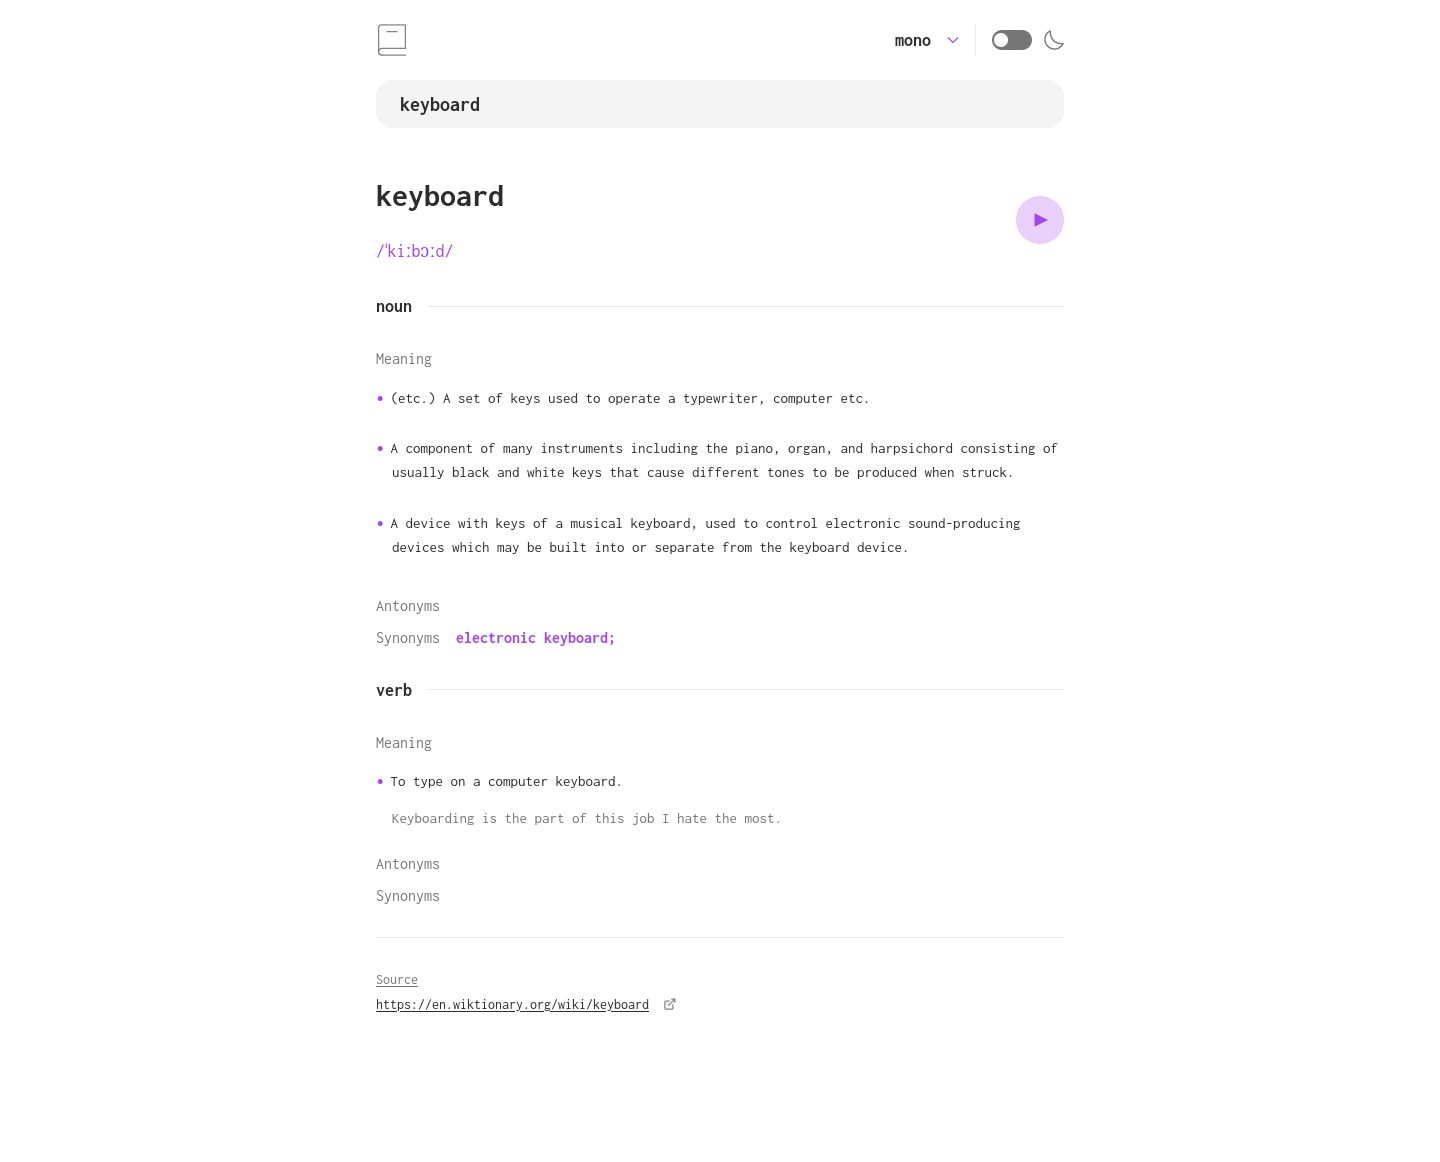 mono
keyboard
keyboard
/ˈkiːbɔːd/
noun
Meaning
• (etc.) A set of keys used to operate a typewriter, computer etc.
• A component of many instruments including the piano, organ, and harpsichord consisting of
usually black and white keys that cause different tones to be produced when struck.
• A device with keys of a musical keyboard, used to control electronic sound-producing
devices which may be built into or separate from the keyboard device.
Antonyms
Synonyms electronic keyboard;
verb
Meaning
• To type on a computer keyboard.
Keyboarding is the part of this job I hate the most.
Antonyms
Synonyms
Source
https://en.wiktionary.org/wiki/keyboard